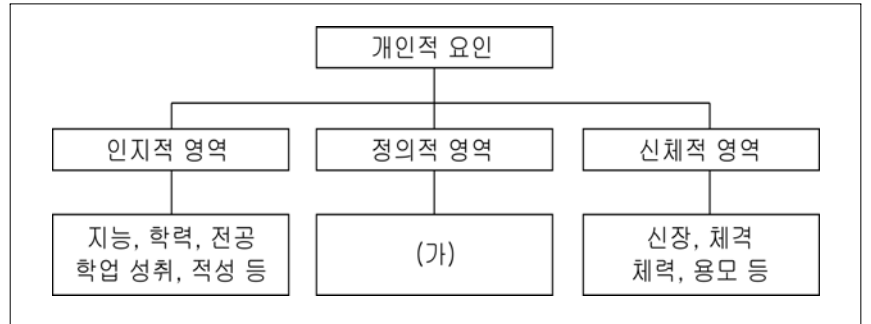 개인적 요인
인지적 영역
정의적 영역
신체적 영역
지능, 학력, 전공
학업 성취, 적성 등
(가)
신장, 체격
체력, 용모 등